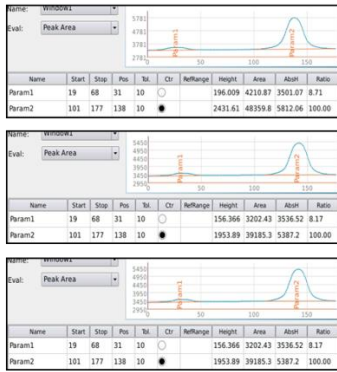 Name: Window1
Eval: Peak Area
5781
4781
3781
2781
0 50 100 150
Param1
Param2
Name Start Stop Pos Tol. Ctr RefRange Height Area AbsH Ratio
Param1 19 68 31 10 196.009 4210.87 3501.07 8.71
Param2 101 177 138 10 2431.61 48359.8 5812.06 100.00
Name: Window1
Eval: Peak Area
5450
4950
4450
3950
3450
2950
0 50 100 150
Param1
Param2
Name Start Stop Pos Tol. Ctr RefRange Height Area AbsH Ratio
Param1 19 68 31 10 156.366 3202.43 3536.52 8.17
Param2 101 177 138 10 1953.89 39185.3 5387.2 100.00
Name: Window1
Eval: Peak Area
5450
4950
4450
3950
3450
2950
0 50 100 150
Param1
Param2
Name Start Stop Pos Tol. Ctr RefRange Height Area AbsH Ratio
Param1 19 68 31 10 156.366 3202.43 3536.52 8.17
Param2 101 177 138 10 1953.89 39185.3 5387.2 100.00